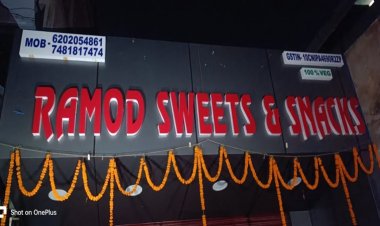 MOB- 6202054861
7481817474
100% VEG
RAMOD SWEETS & SNACKS
Shot on OnePlus